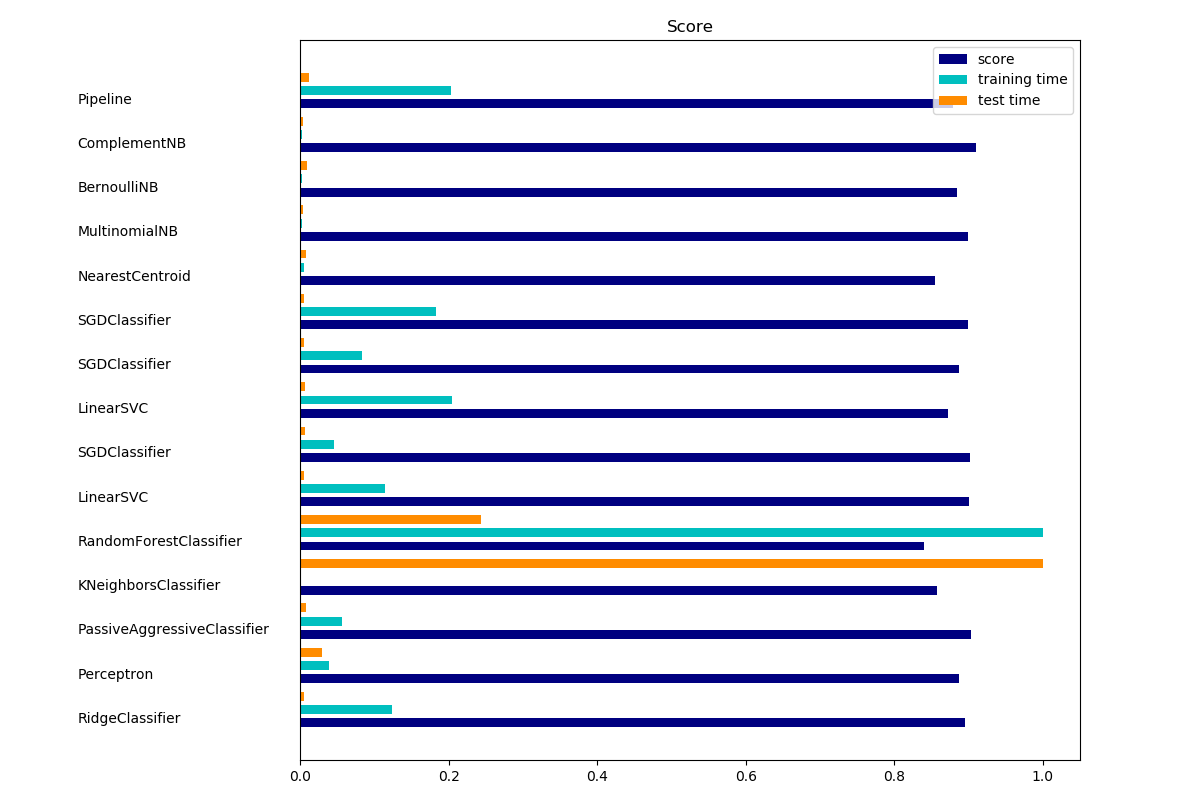 Score
score
training time
test time
Pipeline
ComplementNB
BernoulliNB
MultinomialNB
NearestCentroid
SGDClassifier
SGDClassifier
LinearSVC
SGDClassifier
LinearSVC
RandomForestClassifier
KNeighborsClassifier
PassiveAggressiveClassifier
Perceptron
RidgeClassifier
0.0 0.2 0.4 0.6 0.8 1.0